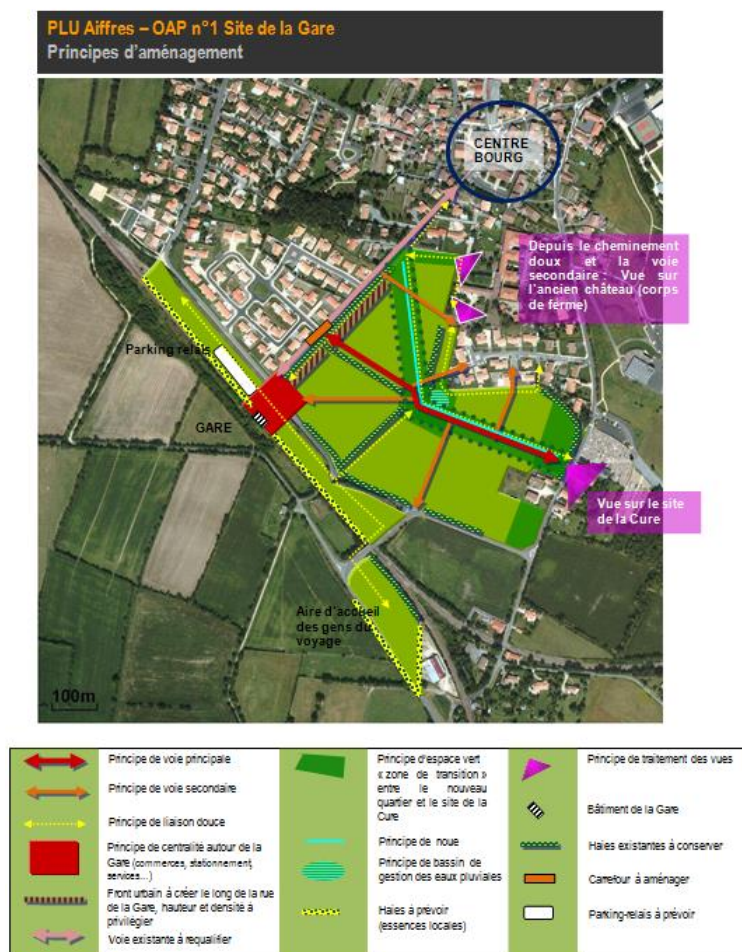 PLU Aiffres – OAP n°1 Site de la Gare
Principes d'aménagement
CENTRE
BOURG
Depuis le cheminement
doux et la voie
secondaire : Vue sur
l'ancien château (corps
de ferme)
Parking relais
GARE
Vue sur le site
de la Cure
Aire d'accueil
des gens du
voyage
100m
Principe de voie principale
Principe de voie secondaire
Principe de liaison douce
Principe de centralité autour de la
Gare (commerces, stationnement,
services...)
Front urbain à créer le long de la rue
de la Gare, hauteur et densité à
privilégier
Voie existante à requalifier
Principe d'espace vert
« zone de transition »
entre le nouveau
quartier et le site de la
Cure
Principe de noue
Principe de bassin de
gestion des eaux pluviales
Haies à prévoir
(essences locales)
Principe de traitement des vues
Bâtiment de la Gare
Haies existantes à conserver
Carrefour à aménager
Parking-relais à prévoir